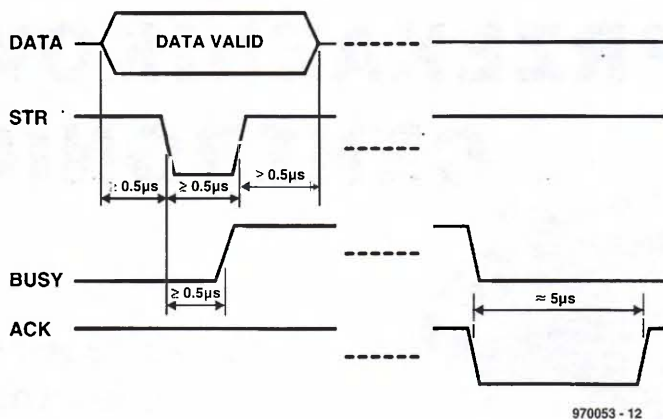 DATA
DATA VALID
STR
≥ 0.5µs
≥ 0.5µs
> 0.5µs
BUSY
≥ 0.5µs
≈ 5µs
ACK
970053 - 12